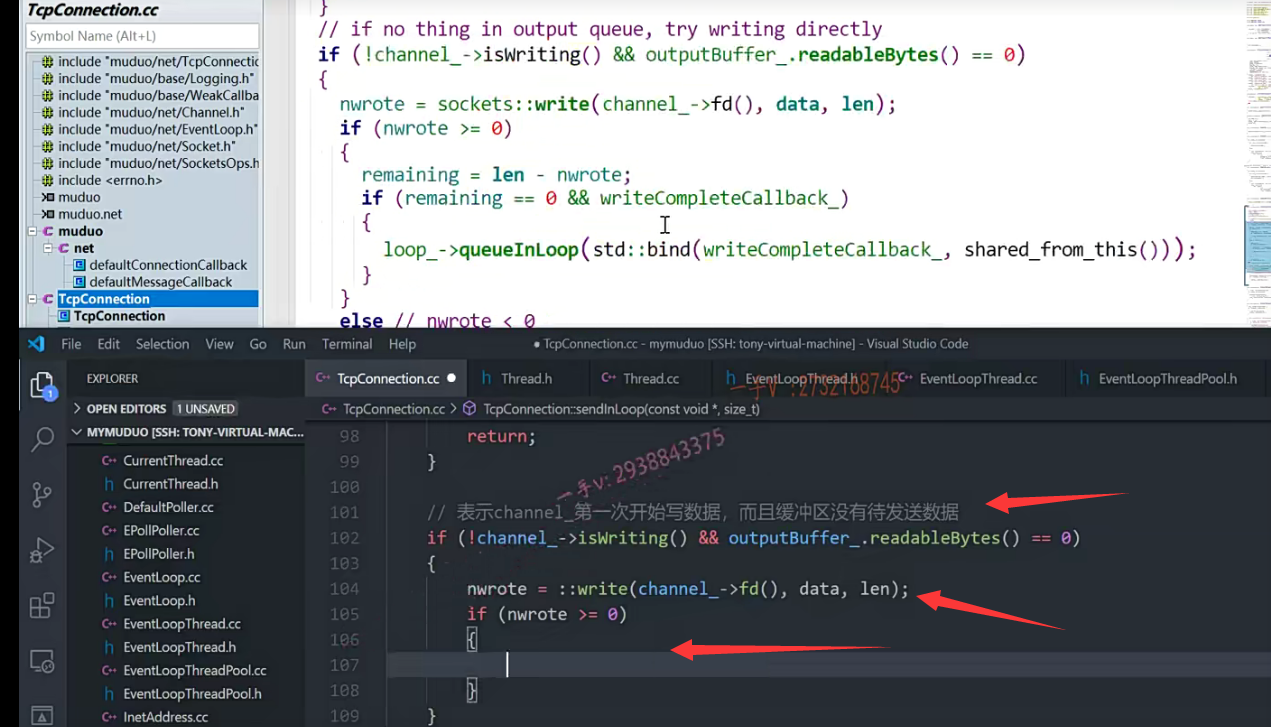 TcpConnection.cc
Symbol Name (Alt+L)
include "muduo/net/TcpConnectic
include "muduo/base/Logging.h"
include "muduo/base/WeakCallba
include "muduo/net/Channel.h"
include "muduo/net/EventLoop.h"
include "muduo/net/Socket.h"
include "muduo/net/SocketsOps.h
include <errno.h>
muduo
muduo.net
muduo
net
defaultConnectionCallback
defaultMessageCallback
TcpConnection
TcpConnection
}
// if no thing in output queue, try writing directly
if (!channel_->isWriting() && outputBuffer_.readableBytes() == 0)
{
nwrote = sockets::write(channel_->fd(), data, len);
if (nwrote >= 0)
{
remaining = len - nwrote;
if (remaining == 0 && writeCompleteCallback_)
{
loop_->queueInLoop(std::bind(writeCompleteCallback_, shared_from_this()));
}
}
else // nwrote < 0
File Edit Selection View Go Run Terminal Help
● TcpConnection.cc - mymuduo [SSH: tony-virtual-machine] - Visual Studio Code
1
EXPLORER
OPEN EDITORS 1 UNSAVED
MYMUDUO [SSH: TONY-VIRTUAL-MAC...
C++ CurrentThread.cc
h CurrentThread.h
C++ DefaultPoller.cc
C++ EPollPoller.cc
h EPollPoller.h
C++ EventLoop.cc
h EventLoop.h
C++ EventLoopThread.cc
h EventLoopThread.h
C++ EventLoopThreadPool.cc
h EventLoopThreadPool.h
C++ InetAddress.cc
C++ TcpConnection.cc ● h Thread.h C++ Thread.cc h EventLoopThread.h C++ EventLoopThread.cc h EventLoopThreadPool.h
一手V:2732108745
C++ TcpConnection.cc > TcpConnection::sendInLoop(const void *, size_t)
一手V:2938843375
98 return;
99 }
100
101 // 表示channel_第一次开始写数据，而且缓冲区没有待发送数据
102 if (!channel_->isWriting() && outputBuffer_.readableBytes() == 0)
103 {
104 nwrote = ::write(channel_->fd(), data, len);
105 if (nwrote >= 0)
106 {
107
108 }
109 }